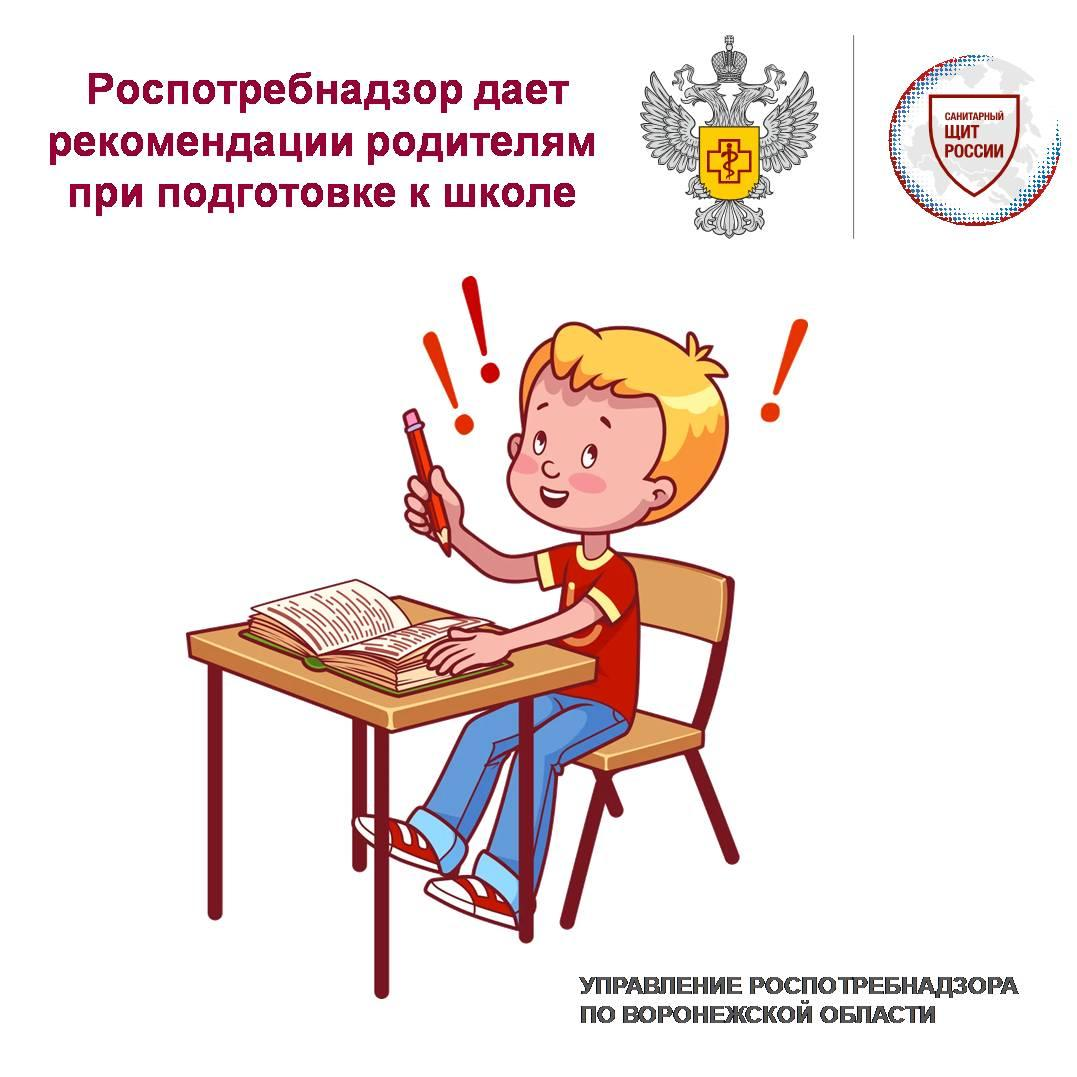 Роспотребнадзор дает
рекомендации родителям
при подготовке к школе
САНИТАРНЫЙ
ЩИТ
РОССИИ
УПРАВЛЕНИЕ РОСПОТРЕБНАДЗОРА
ПО ВОРОНЕЖСКОЙ ОБЛАСТИ